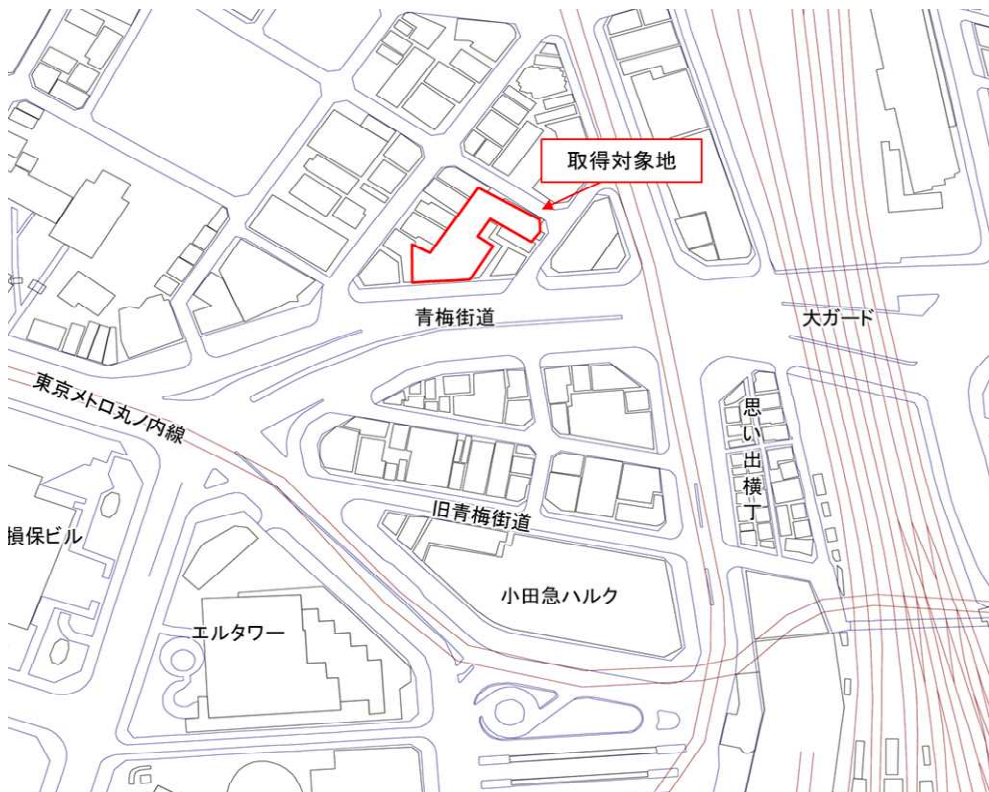 取得対象地
青梅街道
大ガード
東京メトロ丸ノ内線
思い出横丁
旧青梅街道
損保ビル
小田急ハルク
エルタワー